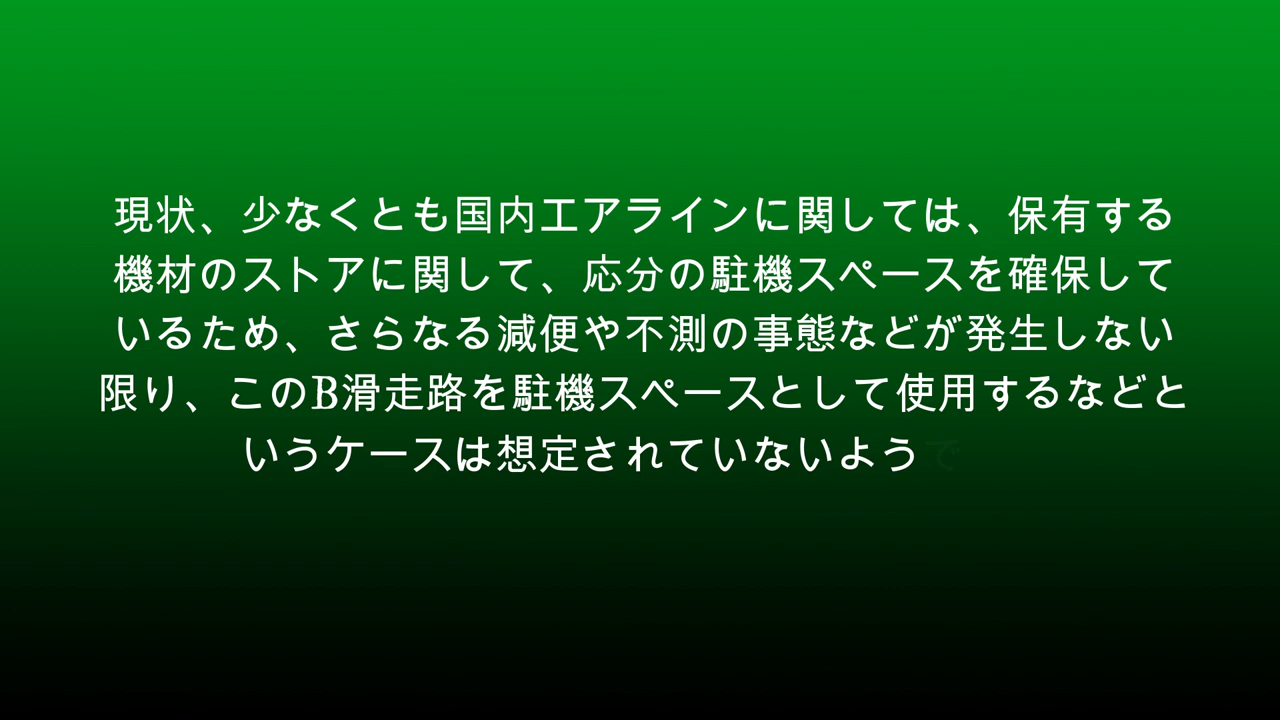 現状、少なくとも国内エアラインに関しては、保有する
機材のストアに関して、応分の駐機スペースを確保して
いるため、さらなる減便や不測の事態などが発生しない
限り、このB滑走路を駐機スペースとして使用するなどと
いうケースは想定されていないようで